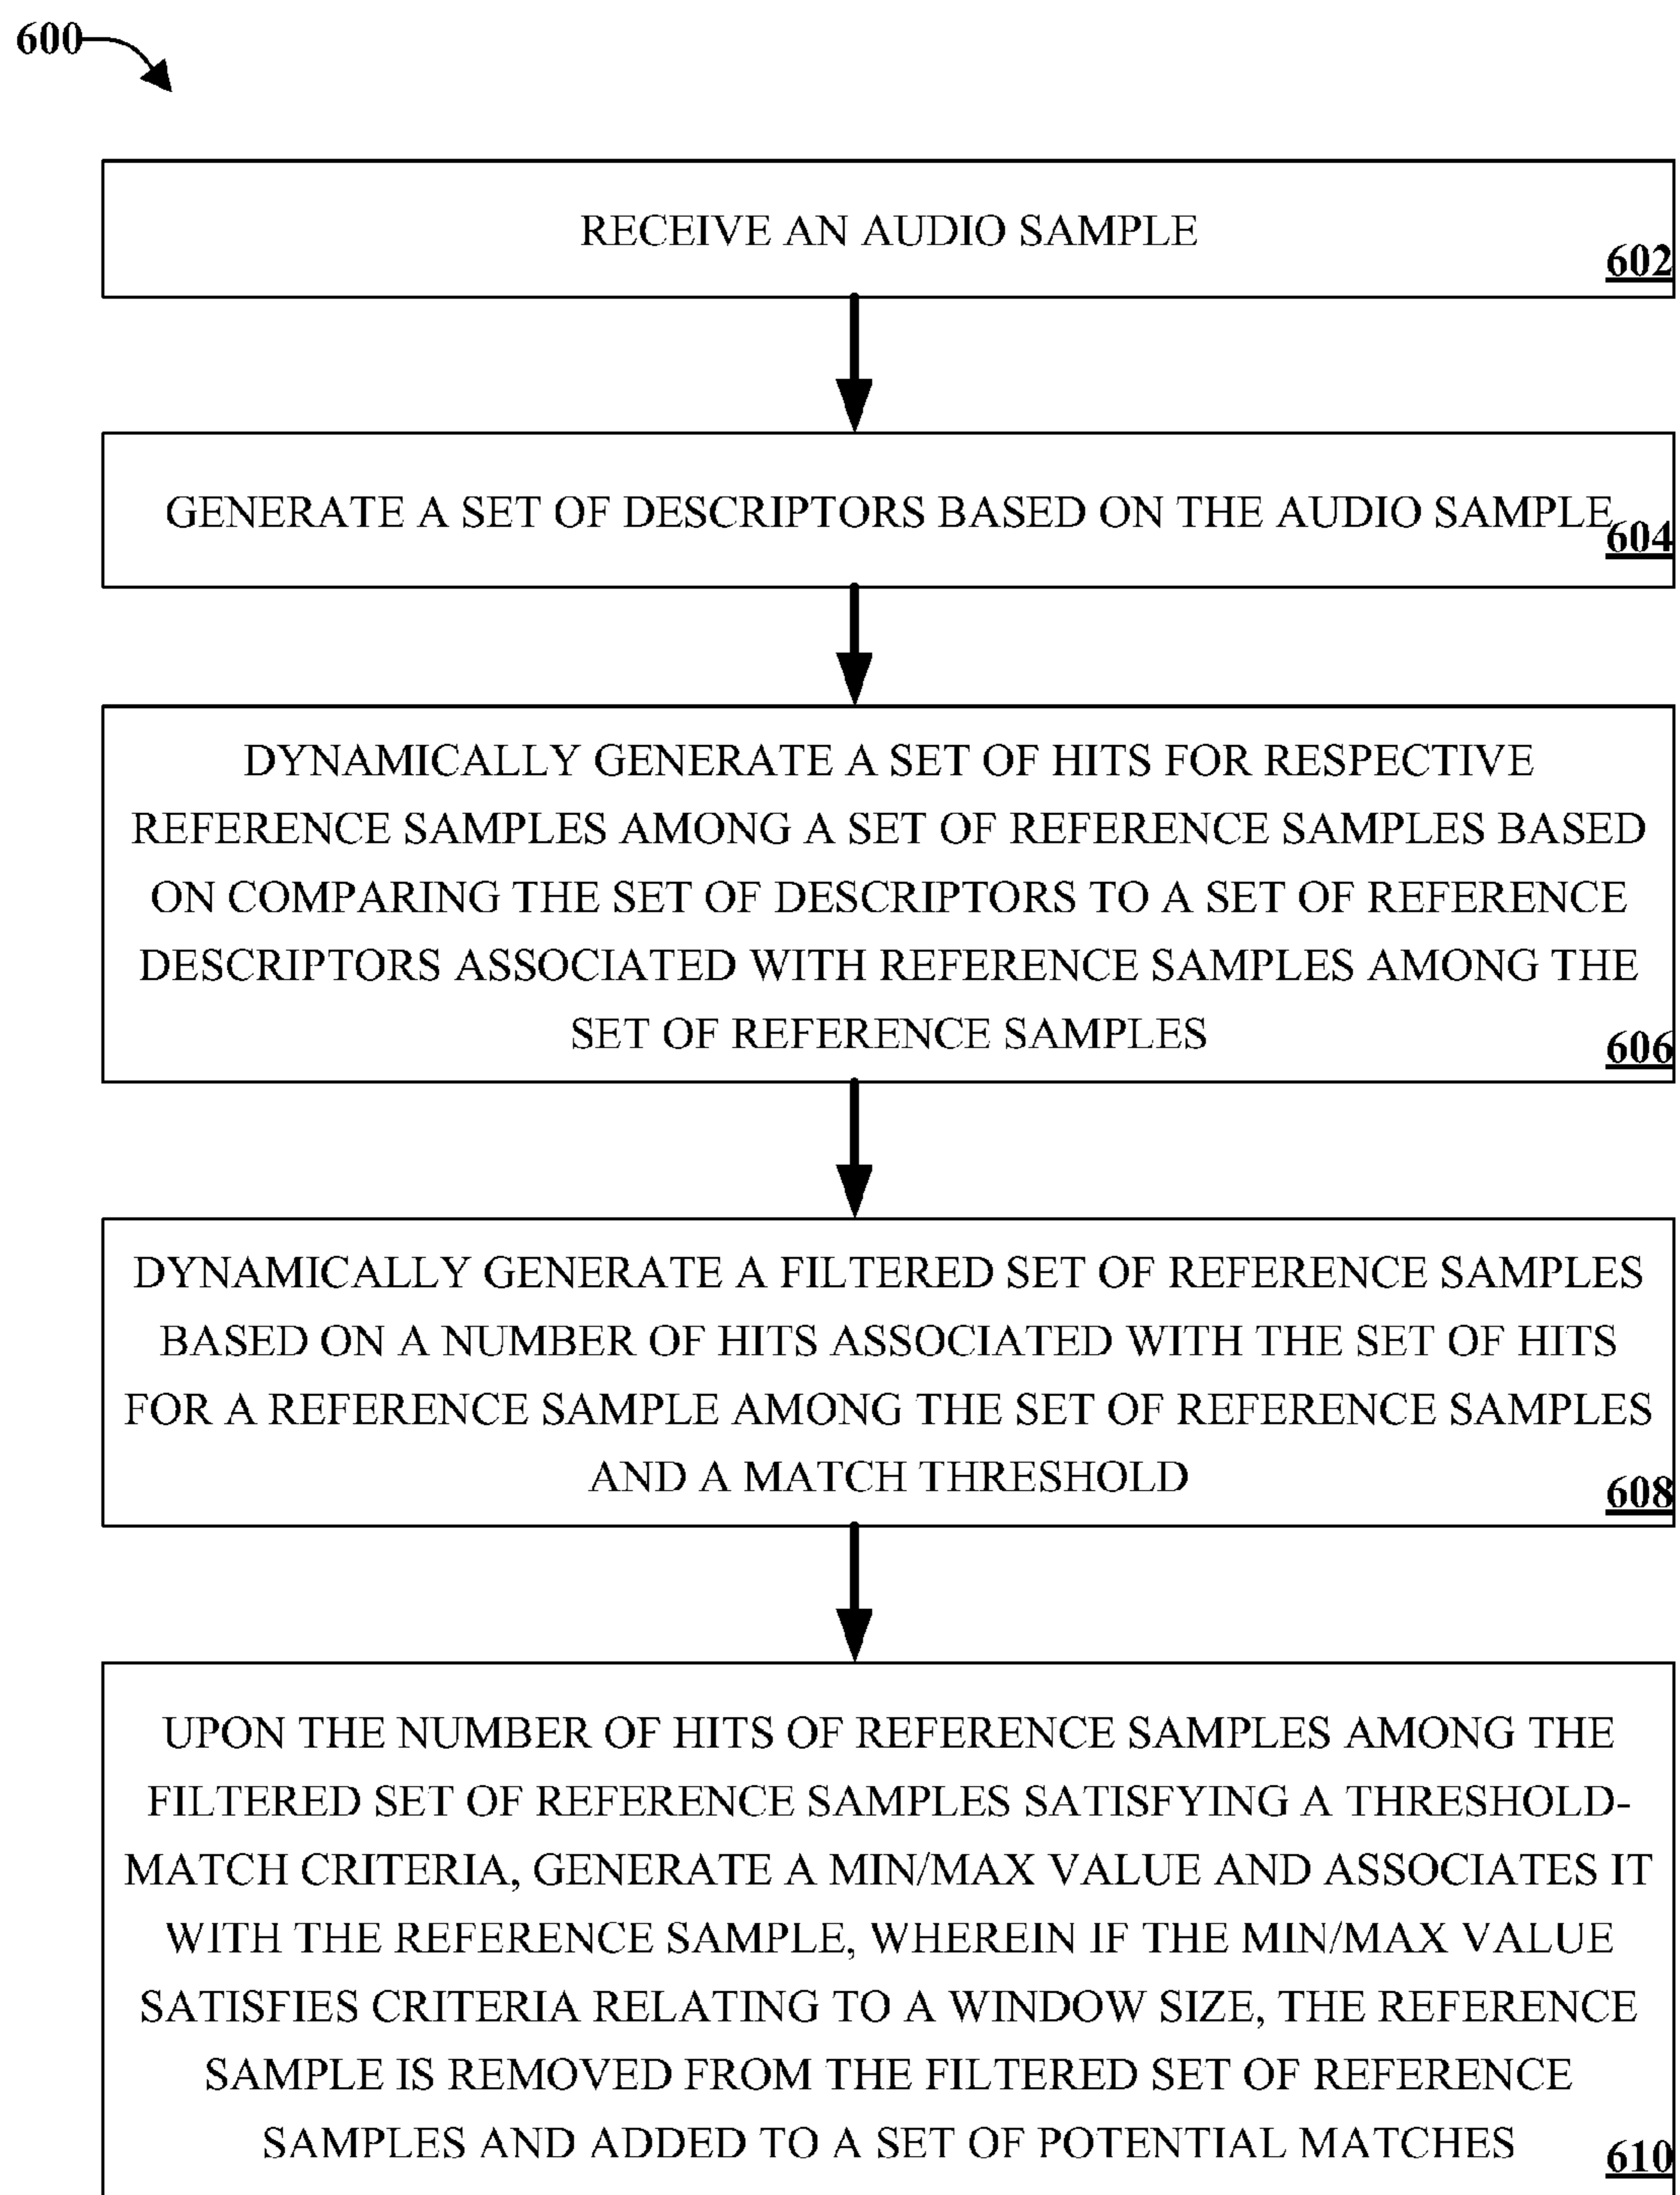 600
RECEIVE AN AUDIO SAMPLE
602
GENERATE A SET OF DESCRIPTORS BASED ON THE AUDIO SAMPLE
604
DYNAMICALLY GENERATE A SET OF HITS FOR RESPECTIVE
REFERENCE SAMPLES AMONG A SET OF REFERENCE SAMPLES BASED
ON COMPARING THE SET OF DESCRIPTORS TO A SET OF REFERENCE
DESCRIPTORS ASSOCIATED WITH REFERENCE SAMPLES AMONG THE
SET OF REFERENCE SAMPLES
606
DYNAMICALLY GENERATE A FILTERED SET OF REFERENCE SAMPLES
BASED ON A NUMBER OF HITS ASSOCIATED WITH THE SET OF HITS
FOR A REFERENCE SAMPLE AMONG THE SET OF REFERENCE SAMPLES
AND A MATCH THRESHOLD
608
UPON THE NUMBER OF HITS OF REFERENCE SAMPLES AMONG THE
FILTERED SET OF REFERENCE SAMPLES SATISFYING A THRESHOLD-
MATCH CRITERIA, GENERATE A MIN/MAX VALUE AND ASSOCIATES IT
WITH THE REFERENCE SAMPLE, WHEREIN IF THE MIN/MAX VALUE
SATISFIES CRITERIA RELATING TO A WINDOW SIZE, THE REFERENCE
SAMPLE IS REMOVED FROM THE FILTERED SET OF REFERENCE
SAMPLES AND ADDED TO A SET OF POTENTIAL MATCHES
610